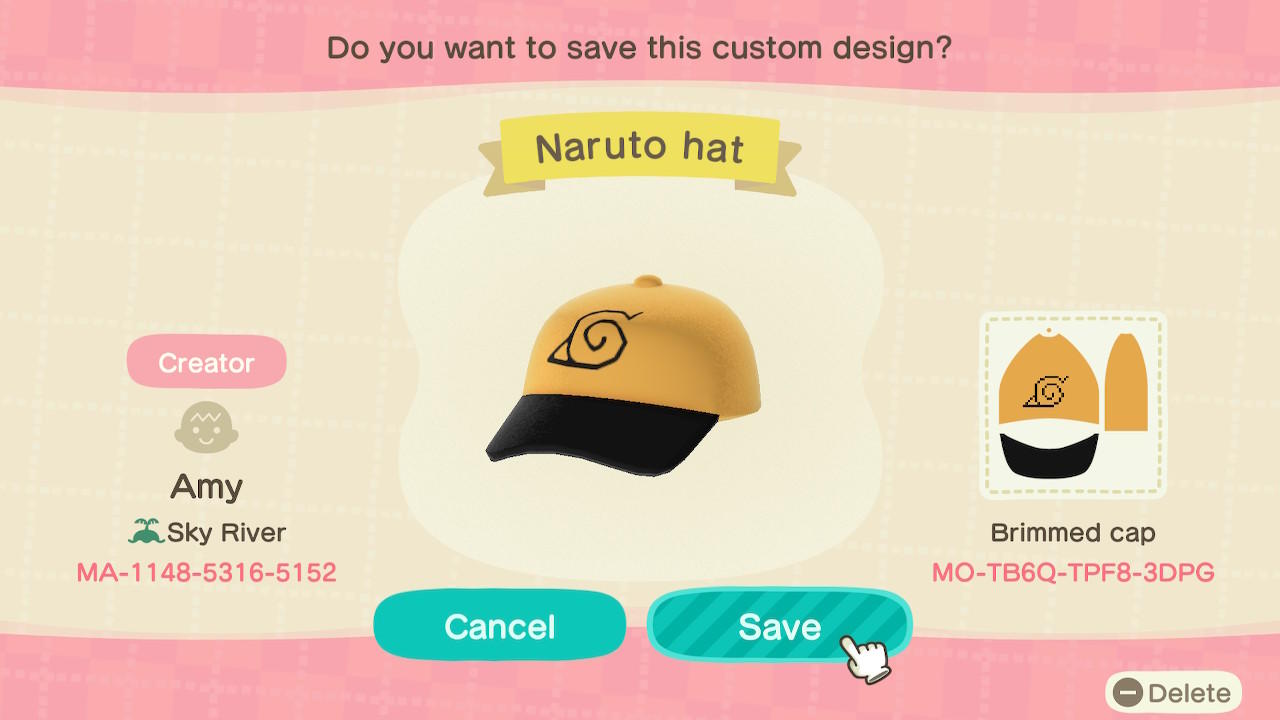 Do you want to save this custom design?
Naruto hat
Creator
Amy
Sky River
MA-1148-5316-5152
Brimmed cap
MO-TB6Q-TPF8-3DPG
Cancel
Save
Delete